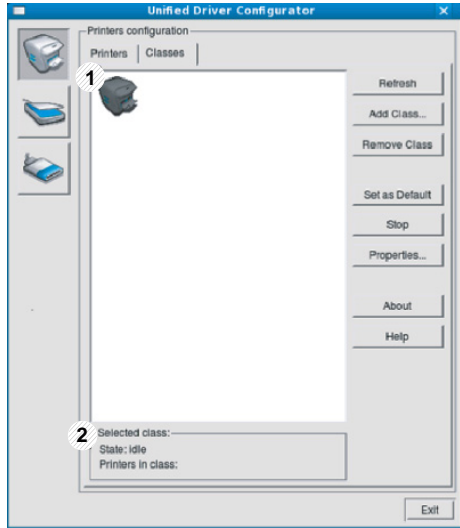 Unified Driver Configurator
Printers configuration
Printers
Classes
1
Refresh
Add Class...
Remove Class
Set as Default
Stop
Properties...
About
Help
2
Selected class:
State: idle
Printers in class:
Exit